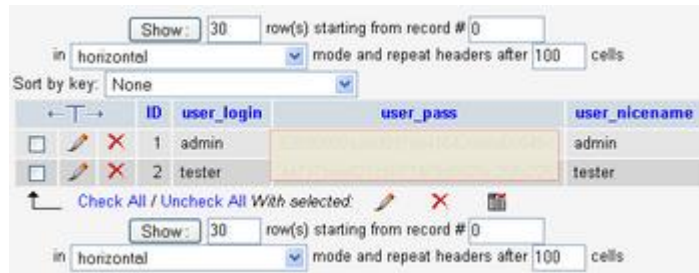 Show : 30 row(s) starting from record # 0
in horizontal mode and repeat headers after 100 cells
Sort by key: None
←T→ ID user_login user_pass user_nicename
1 admin admin
2 tester tester
Check All / Uncheck All With selected:
Show : 30 row(s) starting from record # 0
in horizontal mode and repeat headers after 100 cells